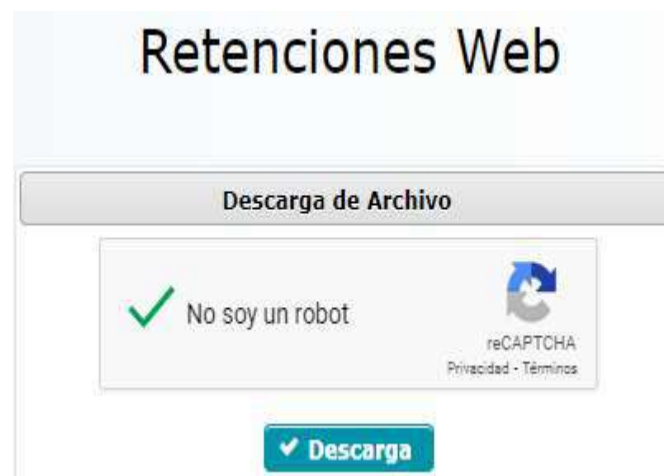 Retenciones Web
Descarga de Archivo
No soy un robot
reCAPTCHA
Privacidad - Términos
Descarga